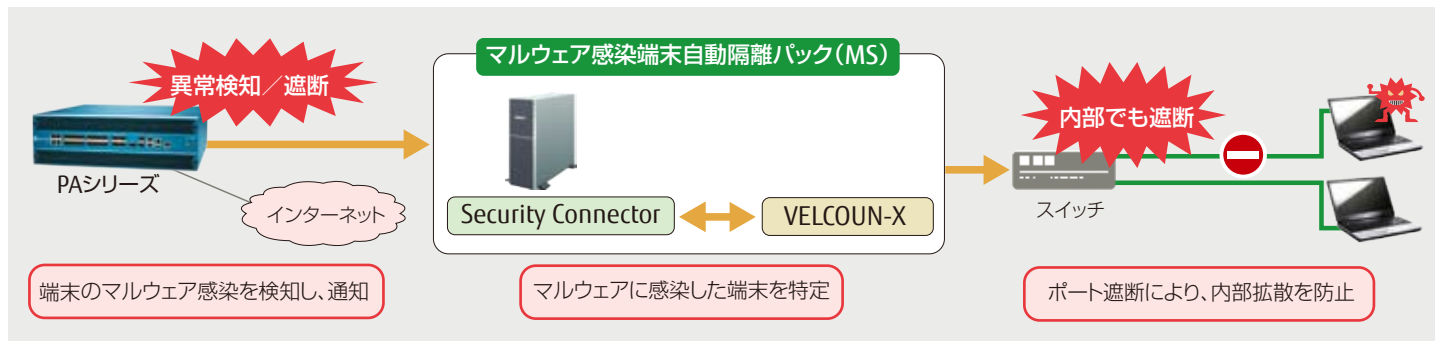 マルウェア感染端末自動隔離パック（MS）
異常検知／遮断
内部でも遮断
PAシリーズ
インターネット
Security Connector
VELCOUN-X
スイッチ
端末のマルウェア感染を検知し、通知
マルウェアに感染した端末を特定
ポート遮断により、内部拡散を防止